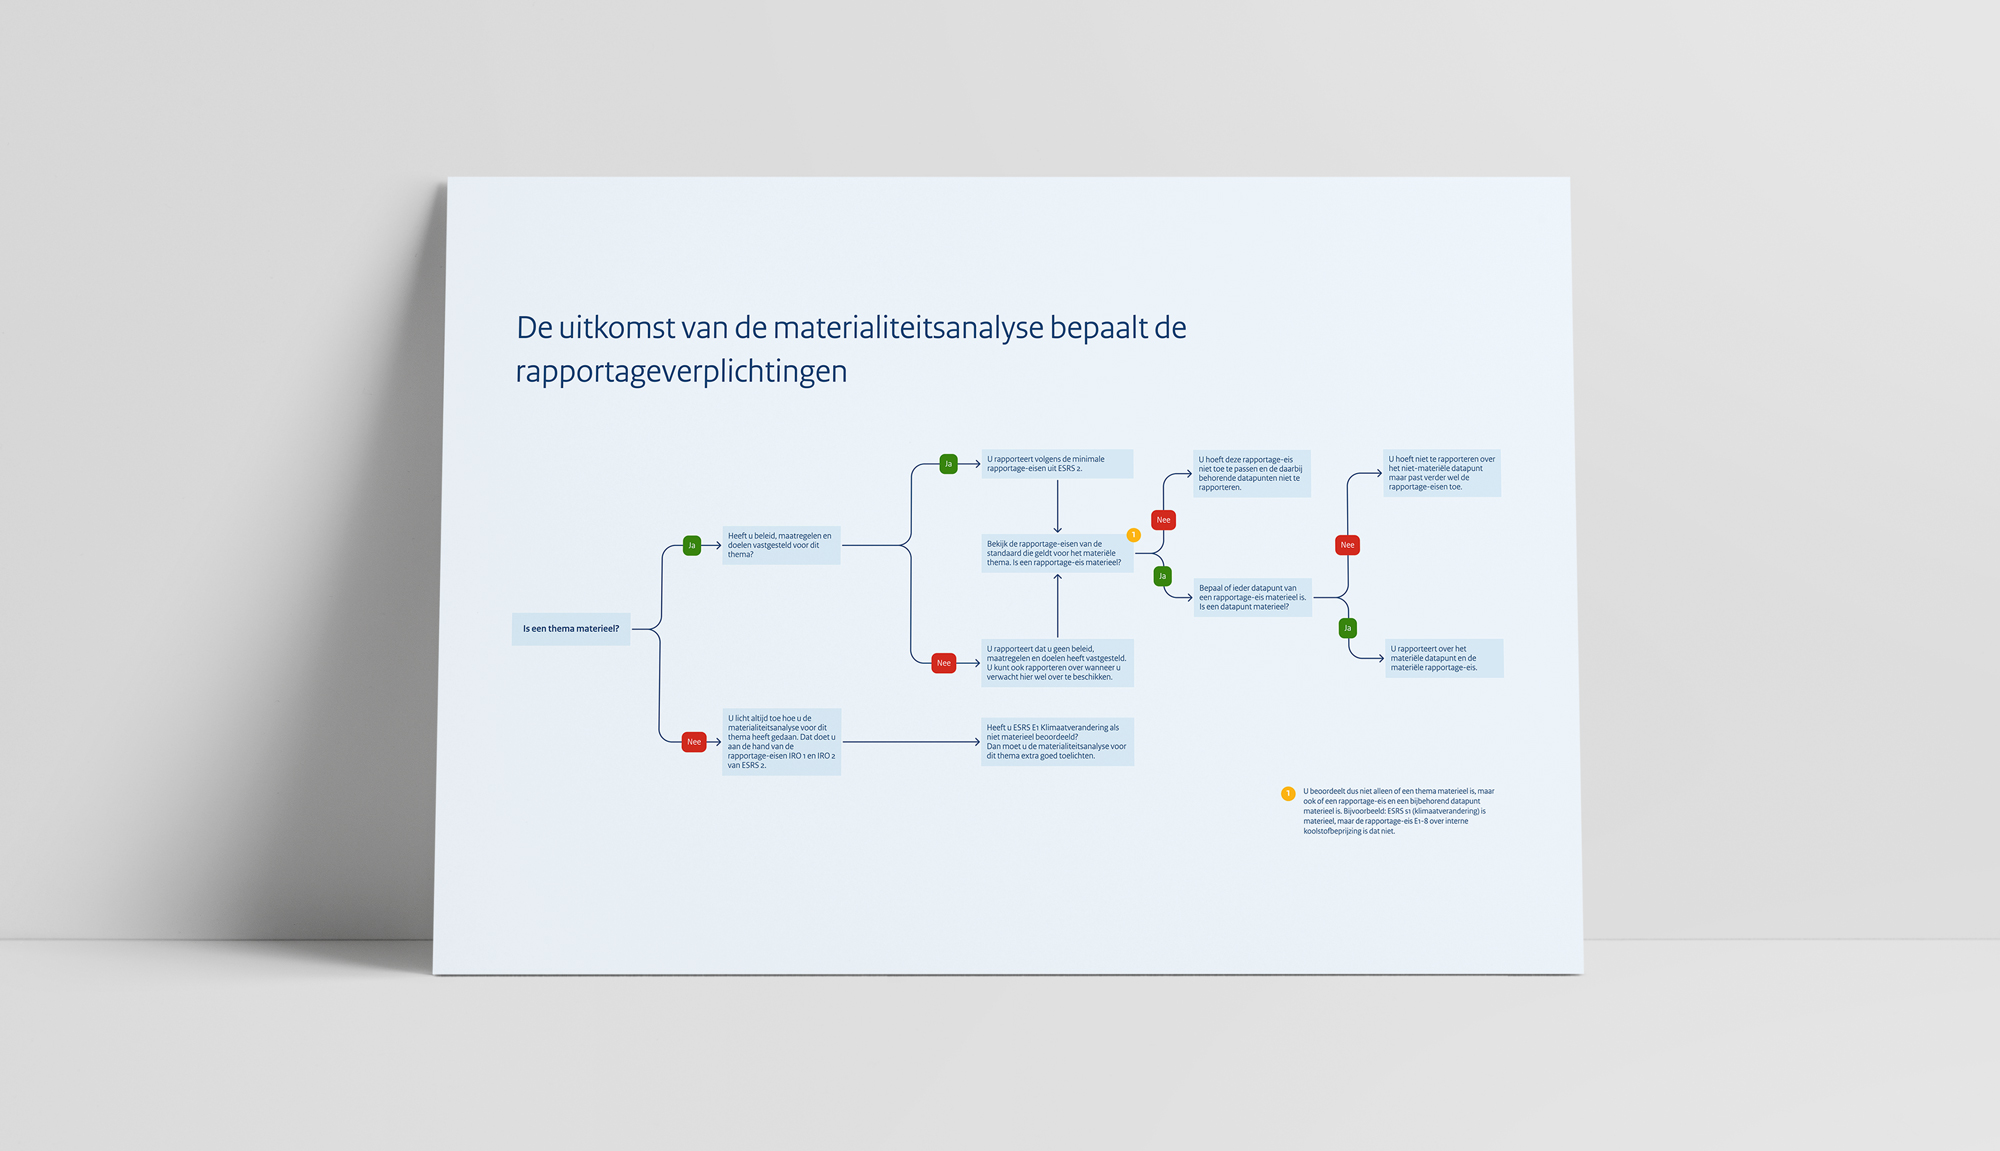 De uitkomst van de materialiteitsanalyse bepaalt de
rapportageverplichtingen
Is een thema materieel?
Ja
Heeft u beleid, maatregelen en
doelen vastgesteld voor dit
thema?
Nee
U licht altijd toe hoe u de
materialiteitsanalyse voor dit
thema heeft gedaan. Dat doet u
aan de hand van de
rapportage-eisen IRO 1 en IRO 2
van ESRS 2.
Ja
U rapporteert volgens de minimale
rapportage-eisen uit ESRS 2.
Bekijk de rapportage-eisen van de
standaard die geldt voor het materiële
thema. Is een rapportage-eis materieel?
1
Nee
U rapporteert dat u geen beleid,
maatregelen en doelen heeft vastgesteld.
U kunt ook rapporteren over wanneer u
verwacht hier wel over te beschikken.
Heeft u ESRS E1 Klimaatverandering als
niet materieel beoordeeld?
Dan moet u de materialiteitsanalyse voor
dit thema extra goed toelichten.
Nee
U hoeft deze rapportage-eis
niet toe te passen en de daarbij
behorende datapunten niet te
rapporteren.
Ja
Bepaal of ieder datapunt van
een rapportage-eis materieel is.
Is een datapunt materieel?
Nee
U hoeft niet te rapporteren over
het niet-materiële datapunt
maar past verder wel de
rapportage-eisen toe.
Ja
U rapporteert over het
materiële datapunt en de
materiële rapportage-eis.
1
U beoordeelt dus niet alleen of een thema materieel is, maar
ook of een rapportage-eis en een bijbehorend datapunt
materieel is. Bijvoorbeeld: ESRS s1 (klimaatverandering) is
materieel, maar de rapportage-eis E1-8 over interne
koolstofbeprijzing is dat niet.